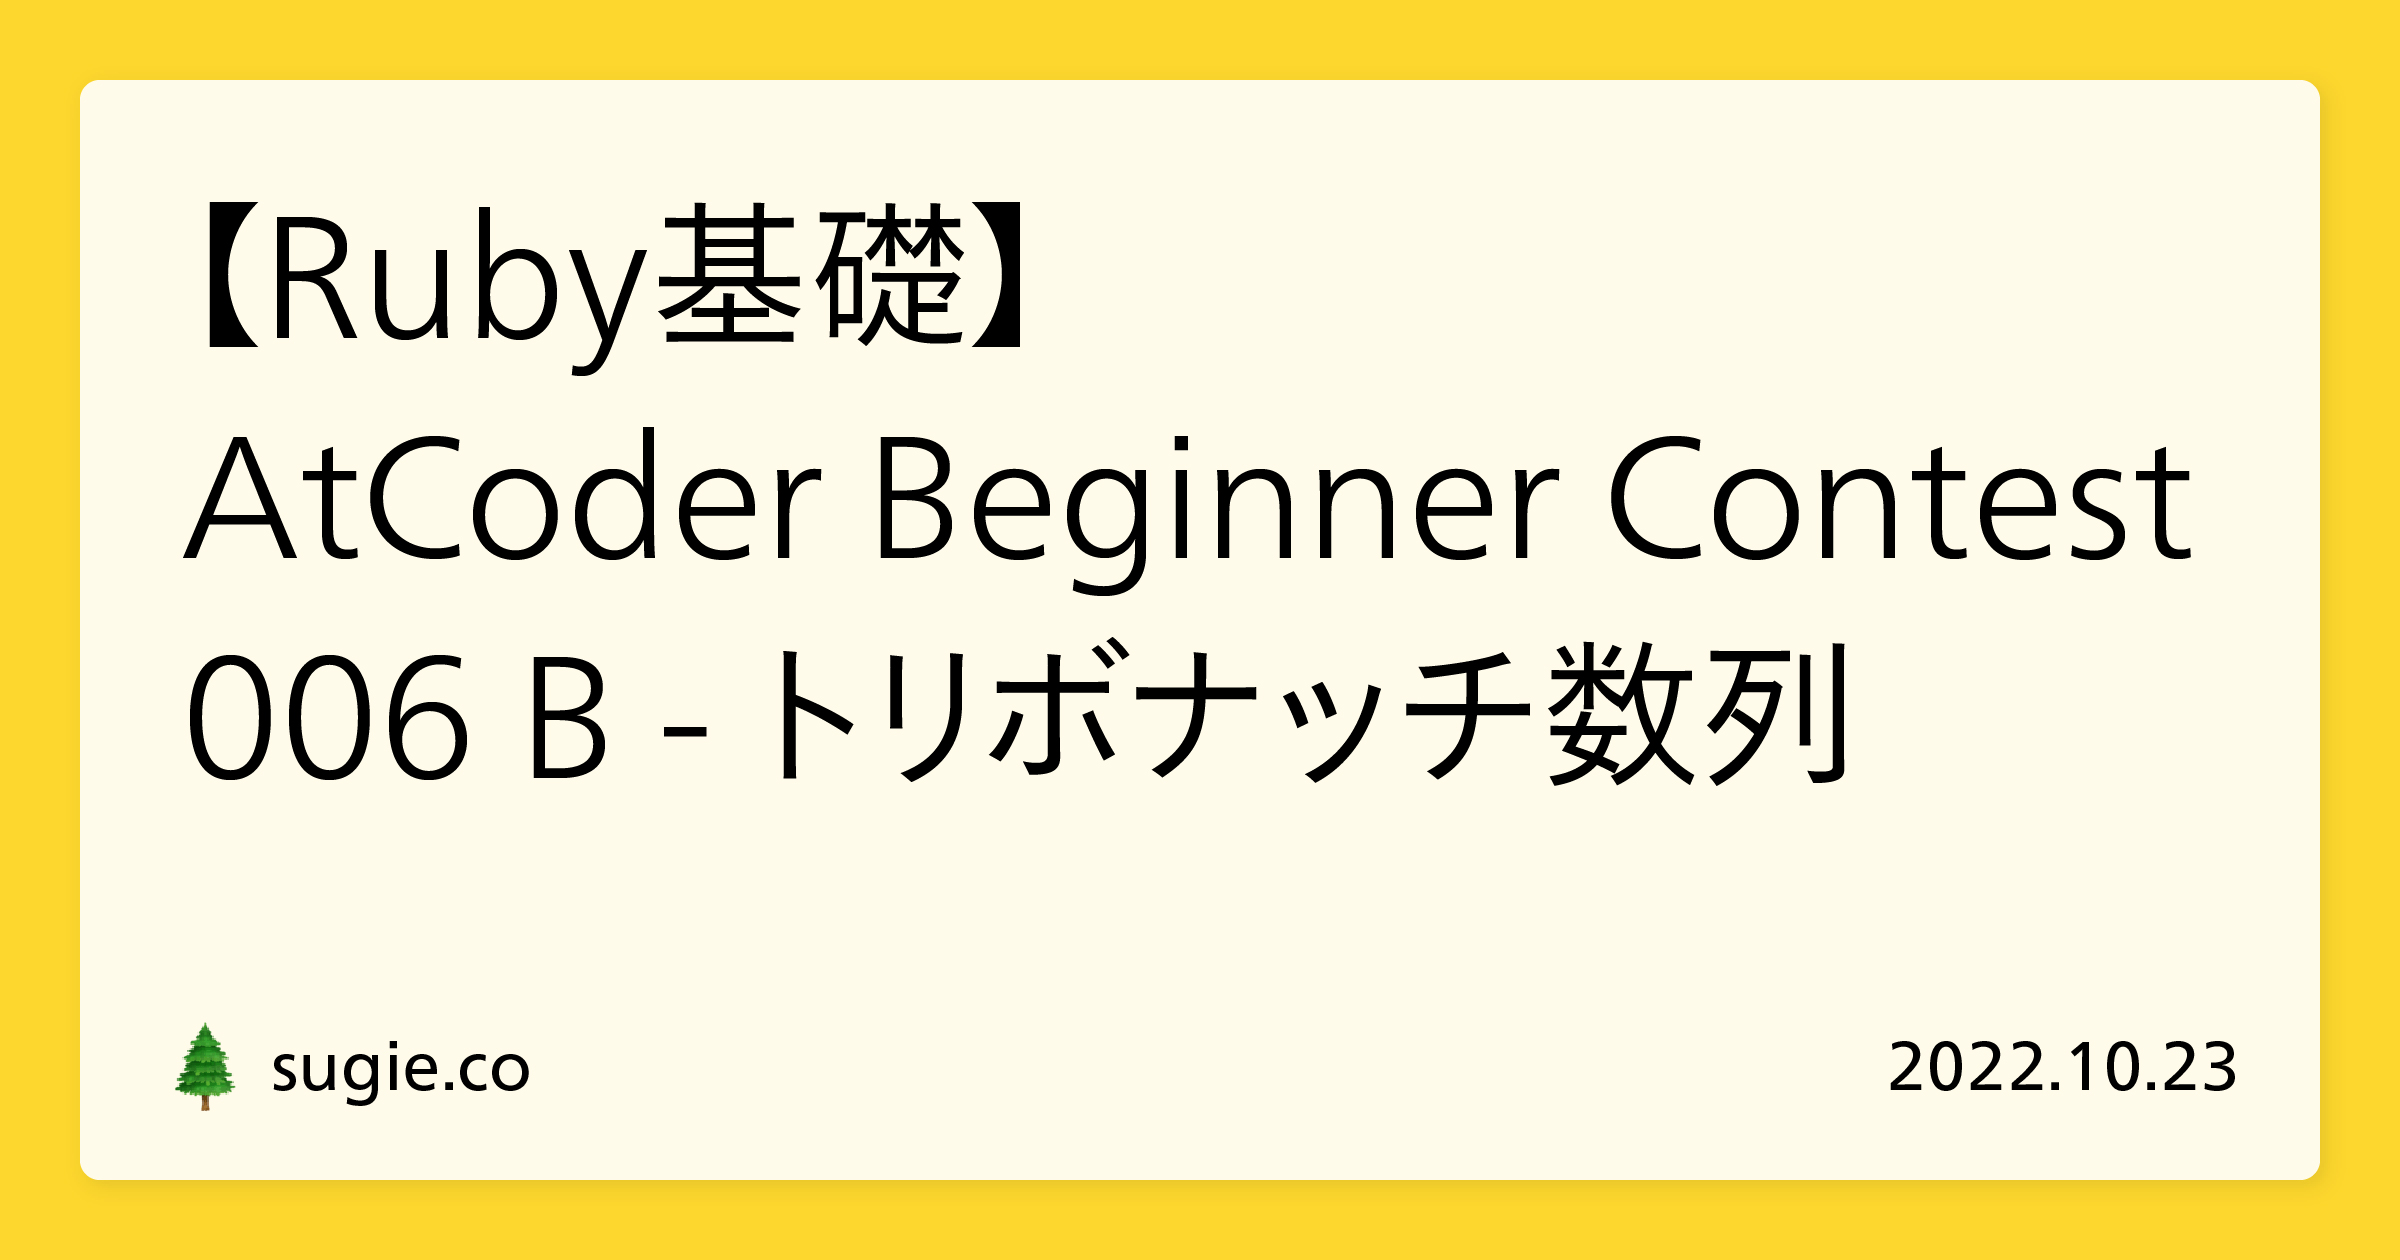 【Ruby基礎】
AtCoder Beginner Contest
006 B - トリボナッチ数列
sugie.co
2022.10.23